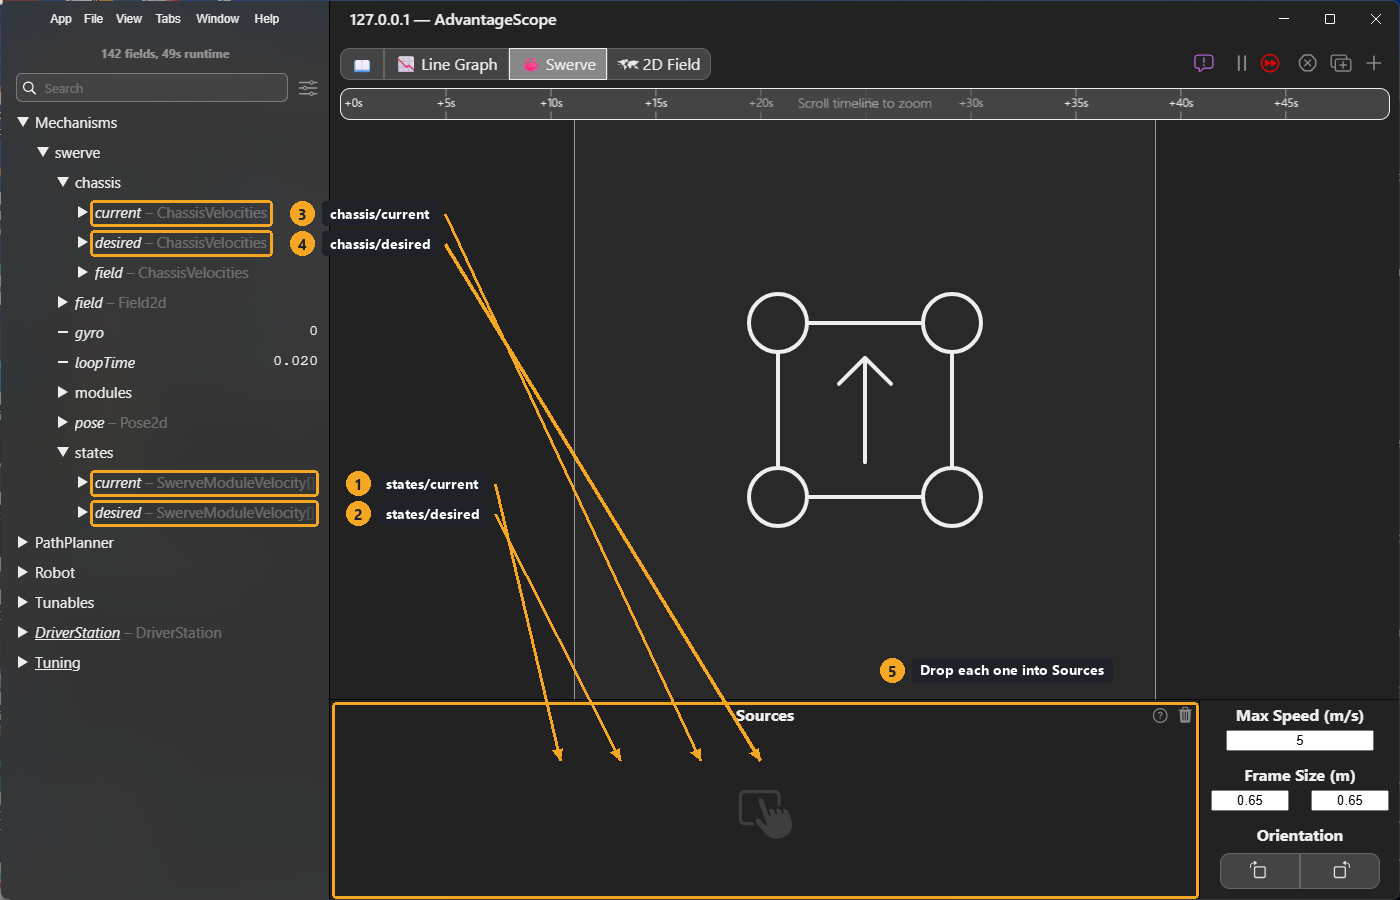 App File View Tabs Window Help
127.0.0.1 — AdvantageScope
142 fields, 49s runtime
Search
Line Graph
Swerve
2D Field
+0s +5s +10s +15s +20s Scroll timeline to zoom +30s +35s +40s +45s
Mechanisms
swerve
chassis
current – ChassisVelocities
3 chassis/current
desired – ChassisVelocities
4 chassis/desired
field – ChassisVelocities
field – Field2d
gyro 0
loopTime 0.020
modules
pose – Pose2d
states
current – SwerveModuleVelocity[]
1 states/current
desired – SwerveModuleVelocity[]
2 states/desired
PathPlanner
Robot
Tunables
DriverStation – DriverStation
Tuning
5 Drop each one into Sources
Sources
?
Max Speed (m/s)
5
Frame Size (m)
0.65 0.65
Orientation